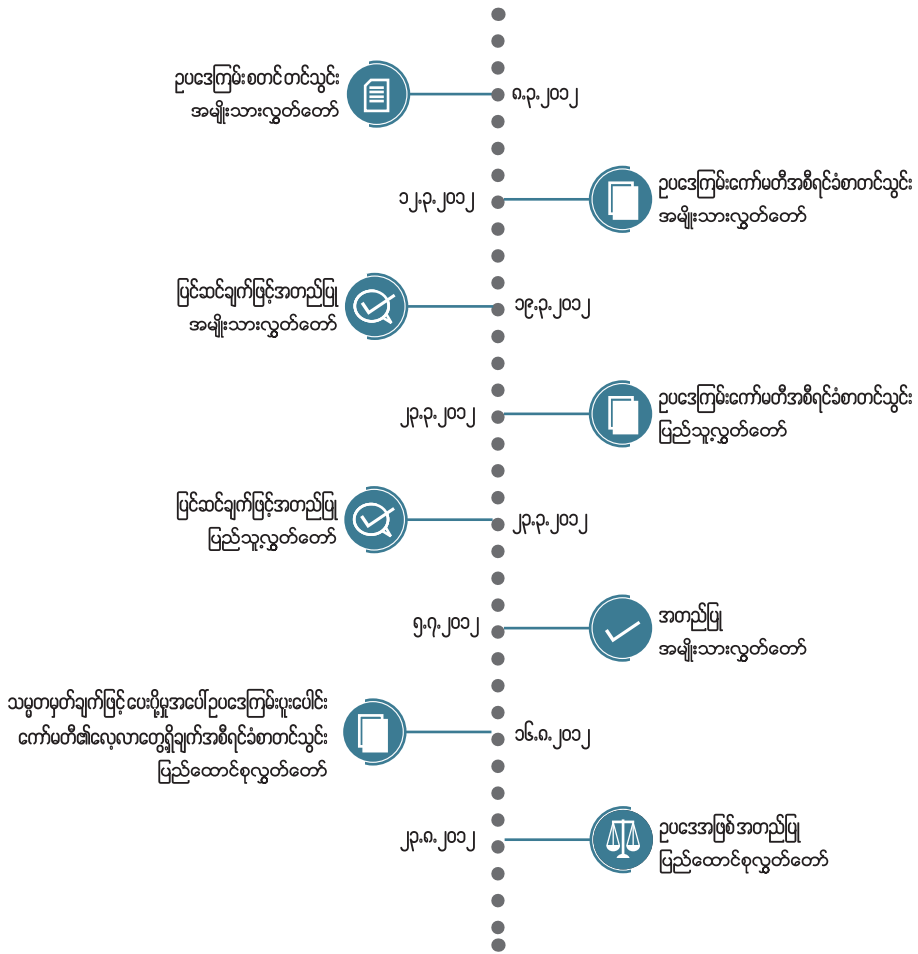 ဥပဒေကြမ်းစတင်တင်သွင်း
အမျိုးသားလွှတ်တော်
၈.၃.၂၀၁၂
၁၂.၃.၂၀၁၂
ဥပဒေကြမ်းကော်မတီအစီရင်ခံစာတင်သွင်း
အမျိုးသားလွှတ်တော်
ပြင်ဆင်ချက်ဖြင့်အတည်ပြု
အမျိုးသားလွှတ်တော်
၁၉.၃.၂၀၁၂
၂၃.၃.၂၀၁၂
ဥပဒေကြမ်းကော်မတီအစီရင်ခံစာတင်သွင်း
ပြည်သူ့လွှတ်တော်
ပြင်ဆင်ချက်ဖြင့်အတည်ပြု
ပြည်သူ့လွှတ်တော်
၂၃.၃.၂၀၁၂
၅.၇.၂၀၁၂
အတည်ပြု
အမျိုးသားလွှတ်တော်
သမ္မတမှတ်ချက်ဖြင့်ပေးပို့မှုအပေါ်ဥပဒေကြမ်းပူးပေါင်း
ကော်မတီ၏လေ့လာတွေ့ရှိချက်အစီရင်ခံစာတင်သွင်း
ပြည်ထောင်စုလွှတ်တော်
၁၆.၈.၂၀၁၂
၂၃.၈.၂၀၁၂
ဥပဒေအဖြစ်အတည်ပြု
ပြည်ထောင်စုလွှတ်တော်